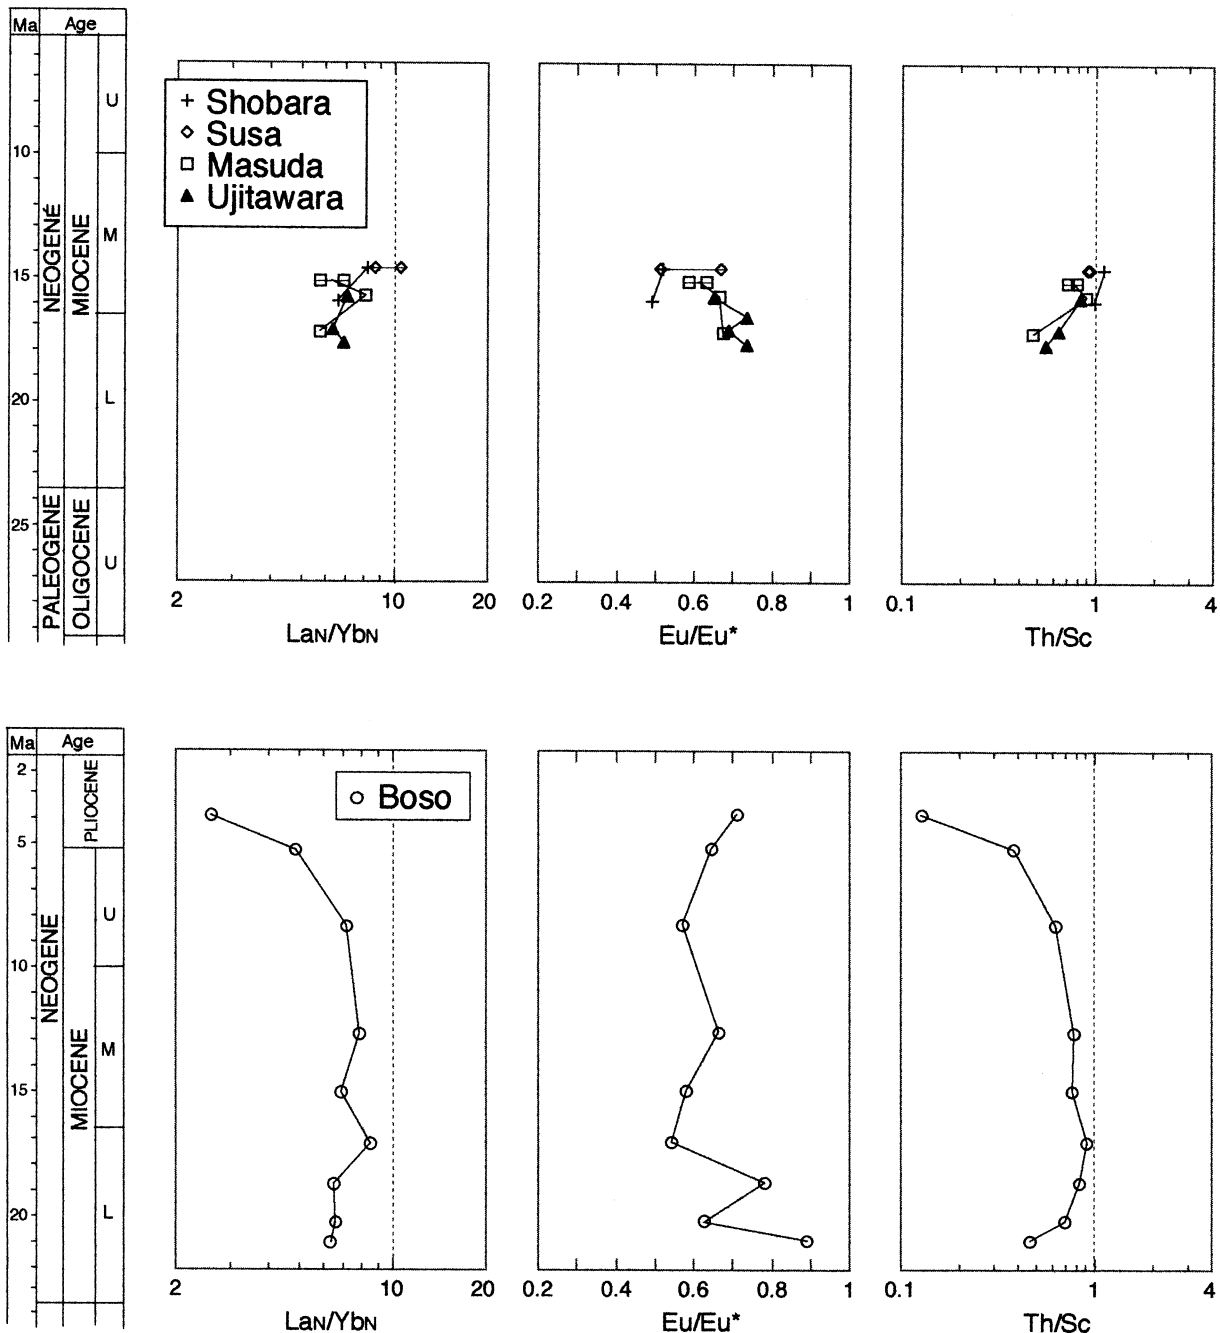 Ma Age
Shobara
Susa
Masuda
Ujitawara
U
10
M
15
NEOGENÉ
MIOCENE
L
20
PALEOGENE
OLIGOCENE
25
U
2 10 20 0.2 0.4 0.6 0.8 1 0.1 1 4
LaN/YbN Eu/Eu* Th/Sc
Ma Age
2
PLIOCENE
Boso
5
U
10
NEOGENE
MIOCENE
M
15
20
L
2 10 20 0.2 0.4 0.6 0.8 1 0.1 1 4
LaN/YbN Eu/Eu* Th/Sc